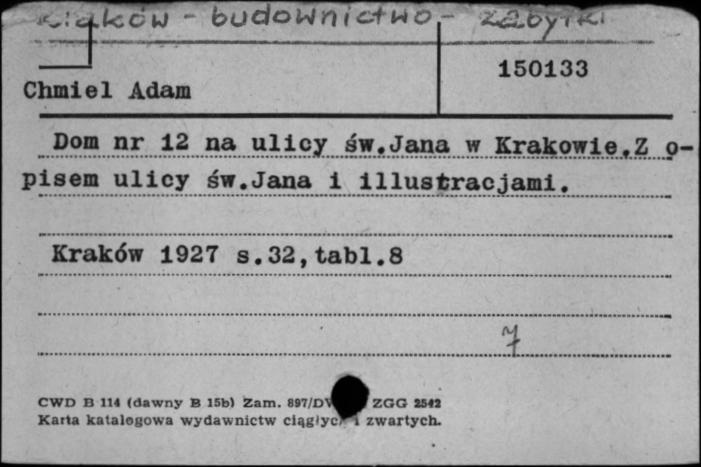 Kraków - budownictwo - zabytki
150133
Chmiel Adam
Dom nr 12 na ulicy św.Jana w Krakowie.Z o-
pisem ulicy św.Jana i illustracjami.
Kraków 1927 s.32,tabl.8
7
CWD B 114 (dawny B 15b) Zam. 897/ ZGG 2542
Karta katalogowa wydawnictw i zwartych.